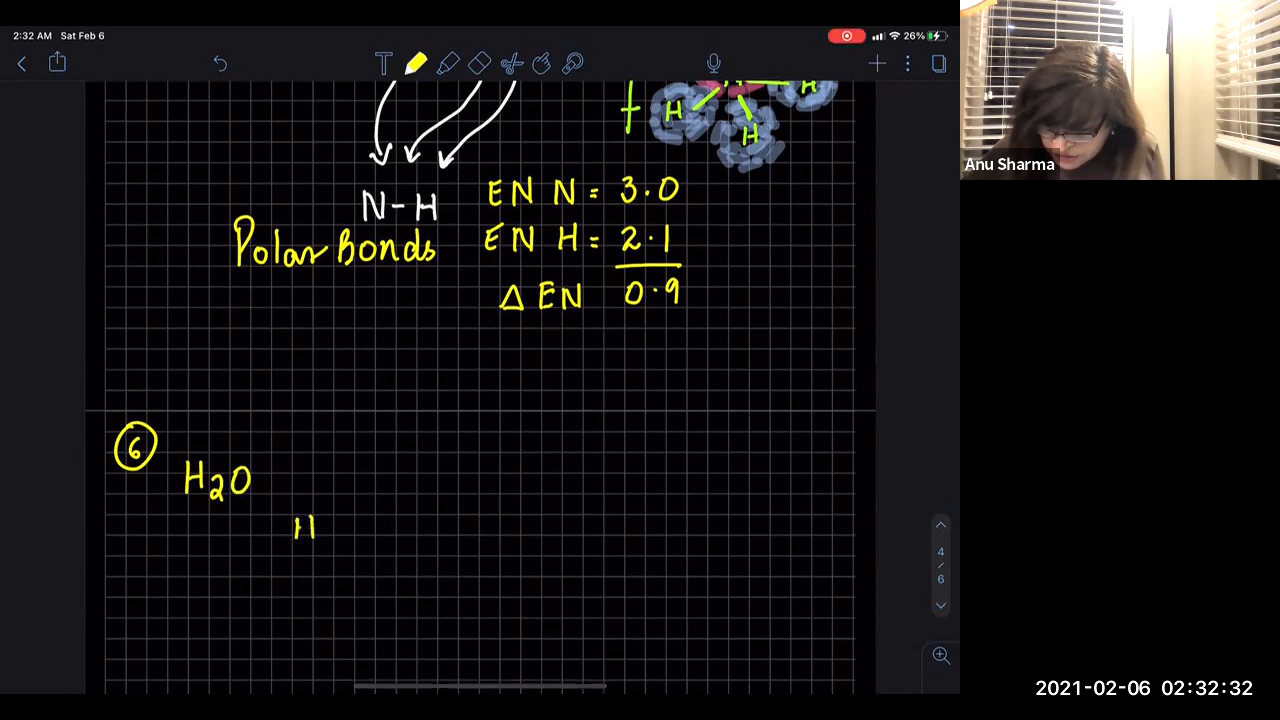 2:32 AM Sat Feb 6
26%
T
H
H
H
N-H
EN N = 3.0
Polar Bonds
EN H = 2.1
Δ EN 0.9
6
H2O
H
4
/
6
Anu Sharma
2021-02-06 02:32:32